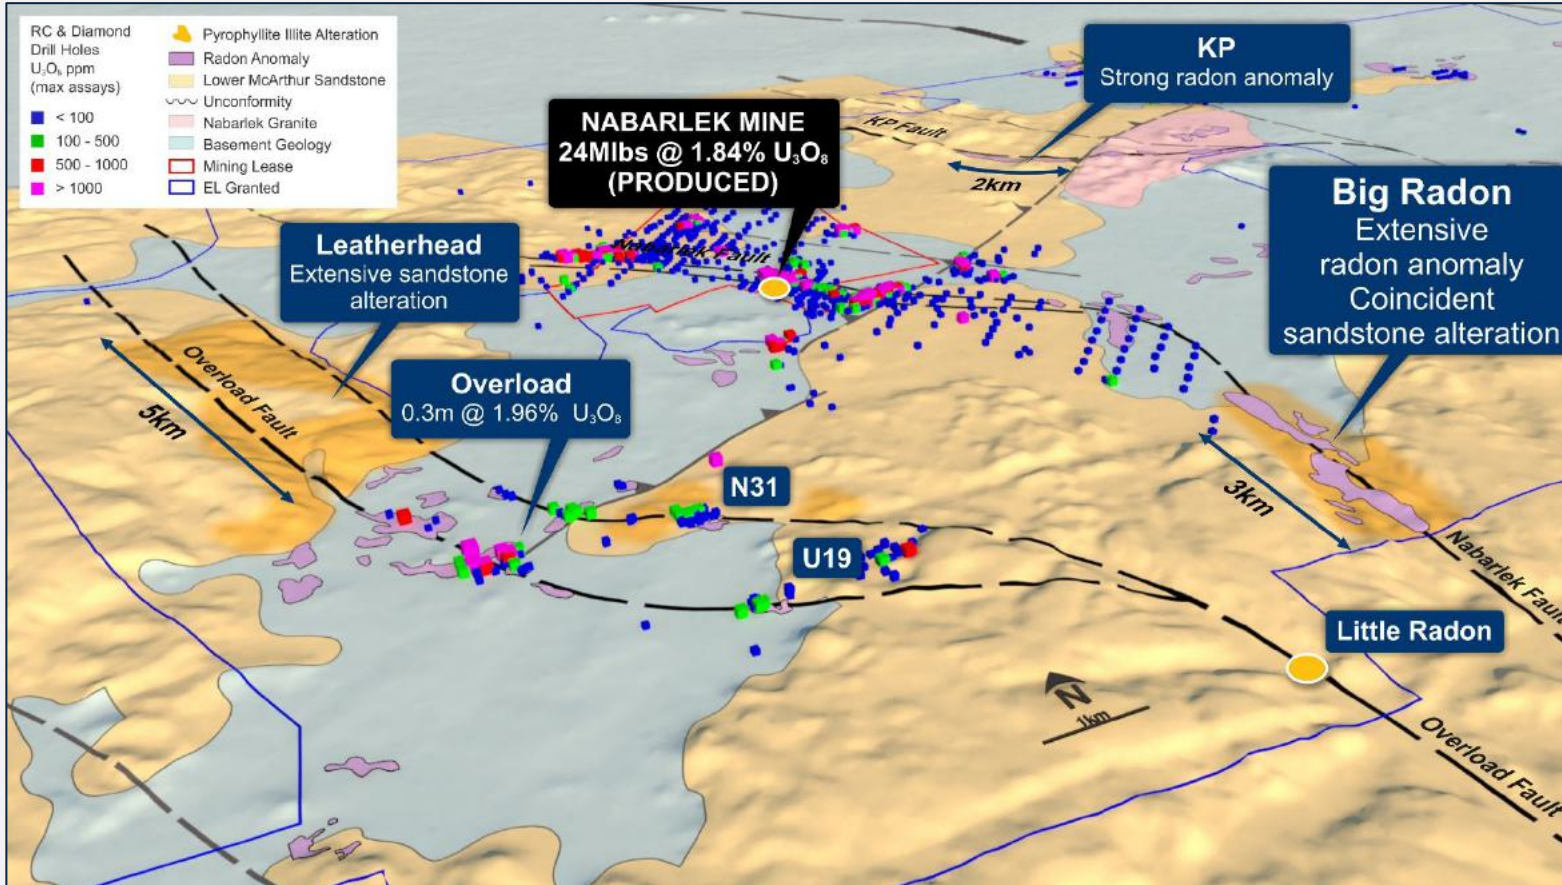 RC & Diamond
Drill Holes
U₃O₈ ppm
(max assays)
< 100
100 - 500
500 - 1000
> 1000
Pyrophyllite Illite Alteration
Radon Anomaly
Lower McArthur Sandstone
Unconformity
Nabarlek Granite
Basement Geology
Mining Lease
EL Granted
KP
Strong radon anomaly
NABARLEK MINE
24Mlbs @ 1.84% U₃O₈
(PRODUCED)
KP Fault
2km
Big Radon
Extensive
radon anomaly
Coincident
sandstone alteration
Leatherhead
Extensive sandstone
alteration
Nabarlek Fault
Overload Fault
5km
Overload
0.3m @ 1.96% U₃O₈
N31
U19
3km
Nabarlek Fault
Little Radon
N
1km
Overload Fault